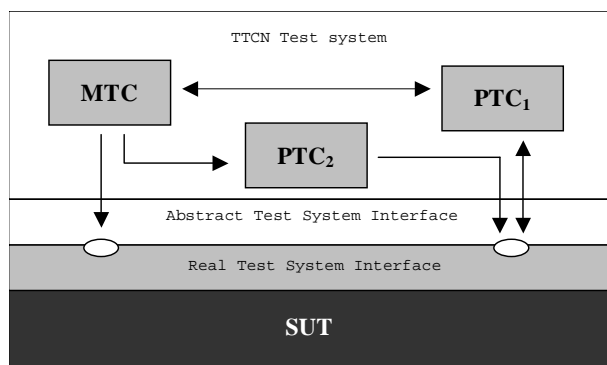 TTCN Test system
MTC
PTC1
PTC2
Abstract Test System Interface
Real Test System Interface
SUT